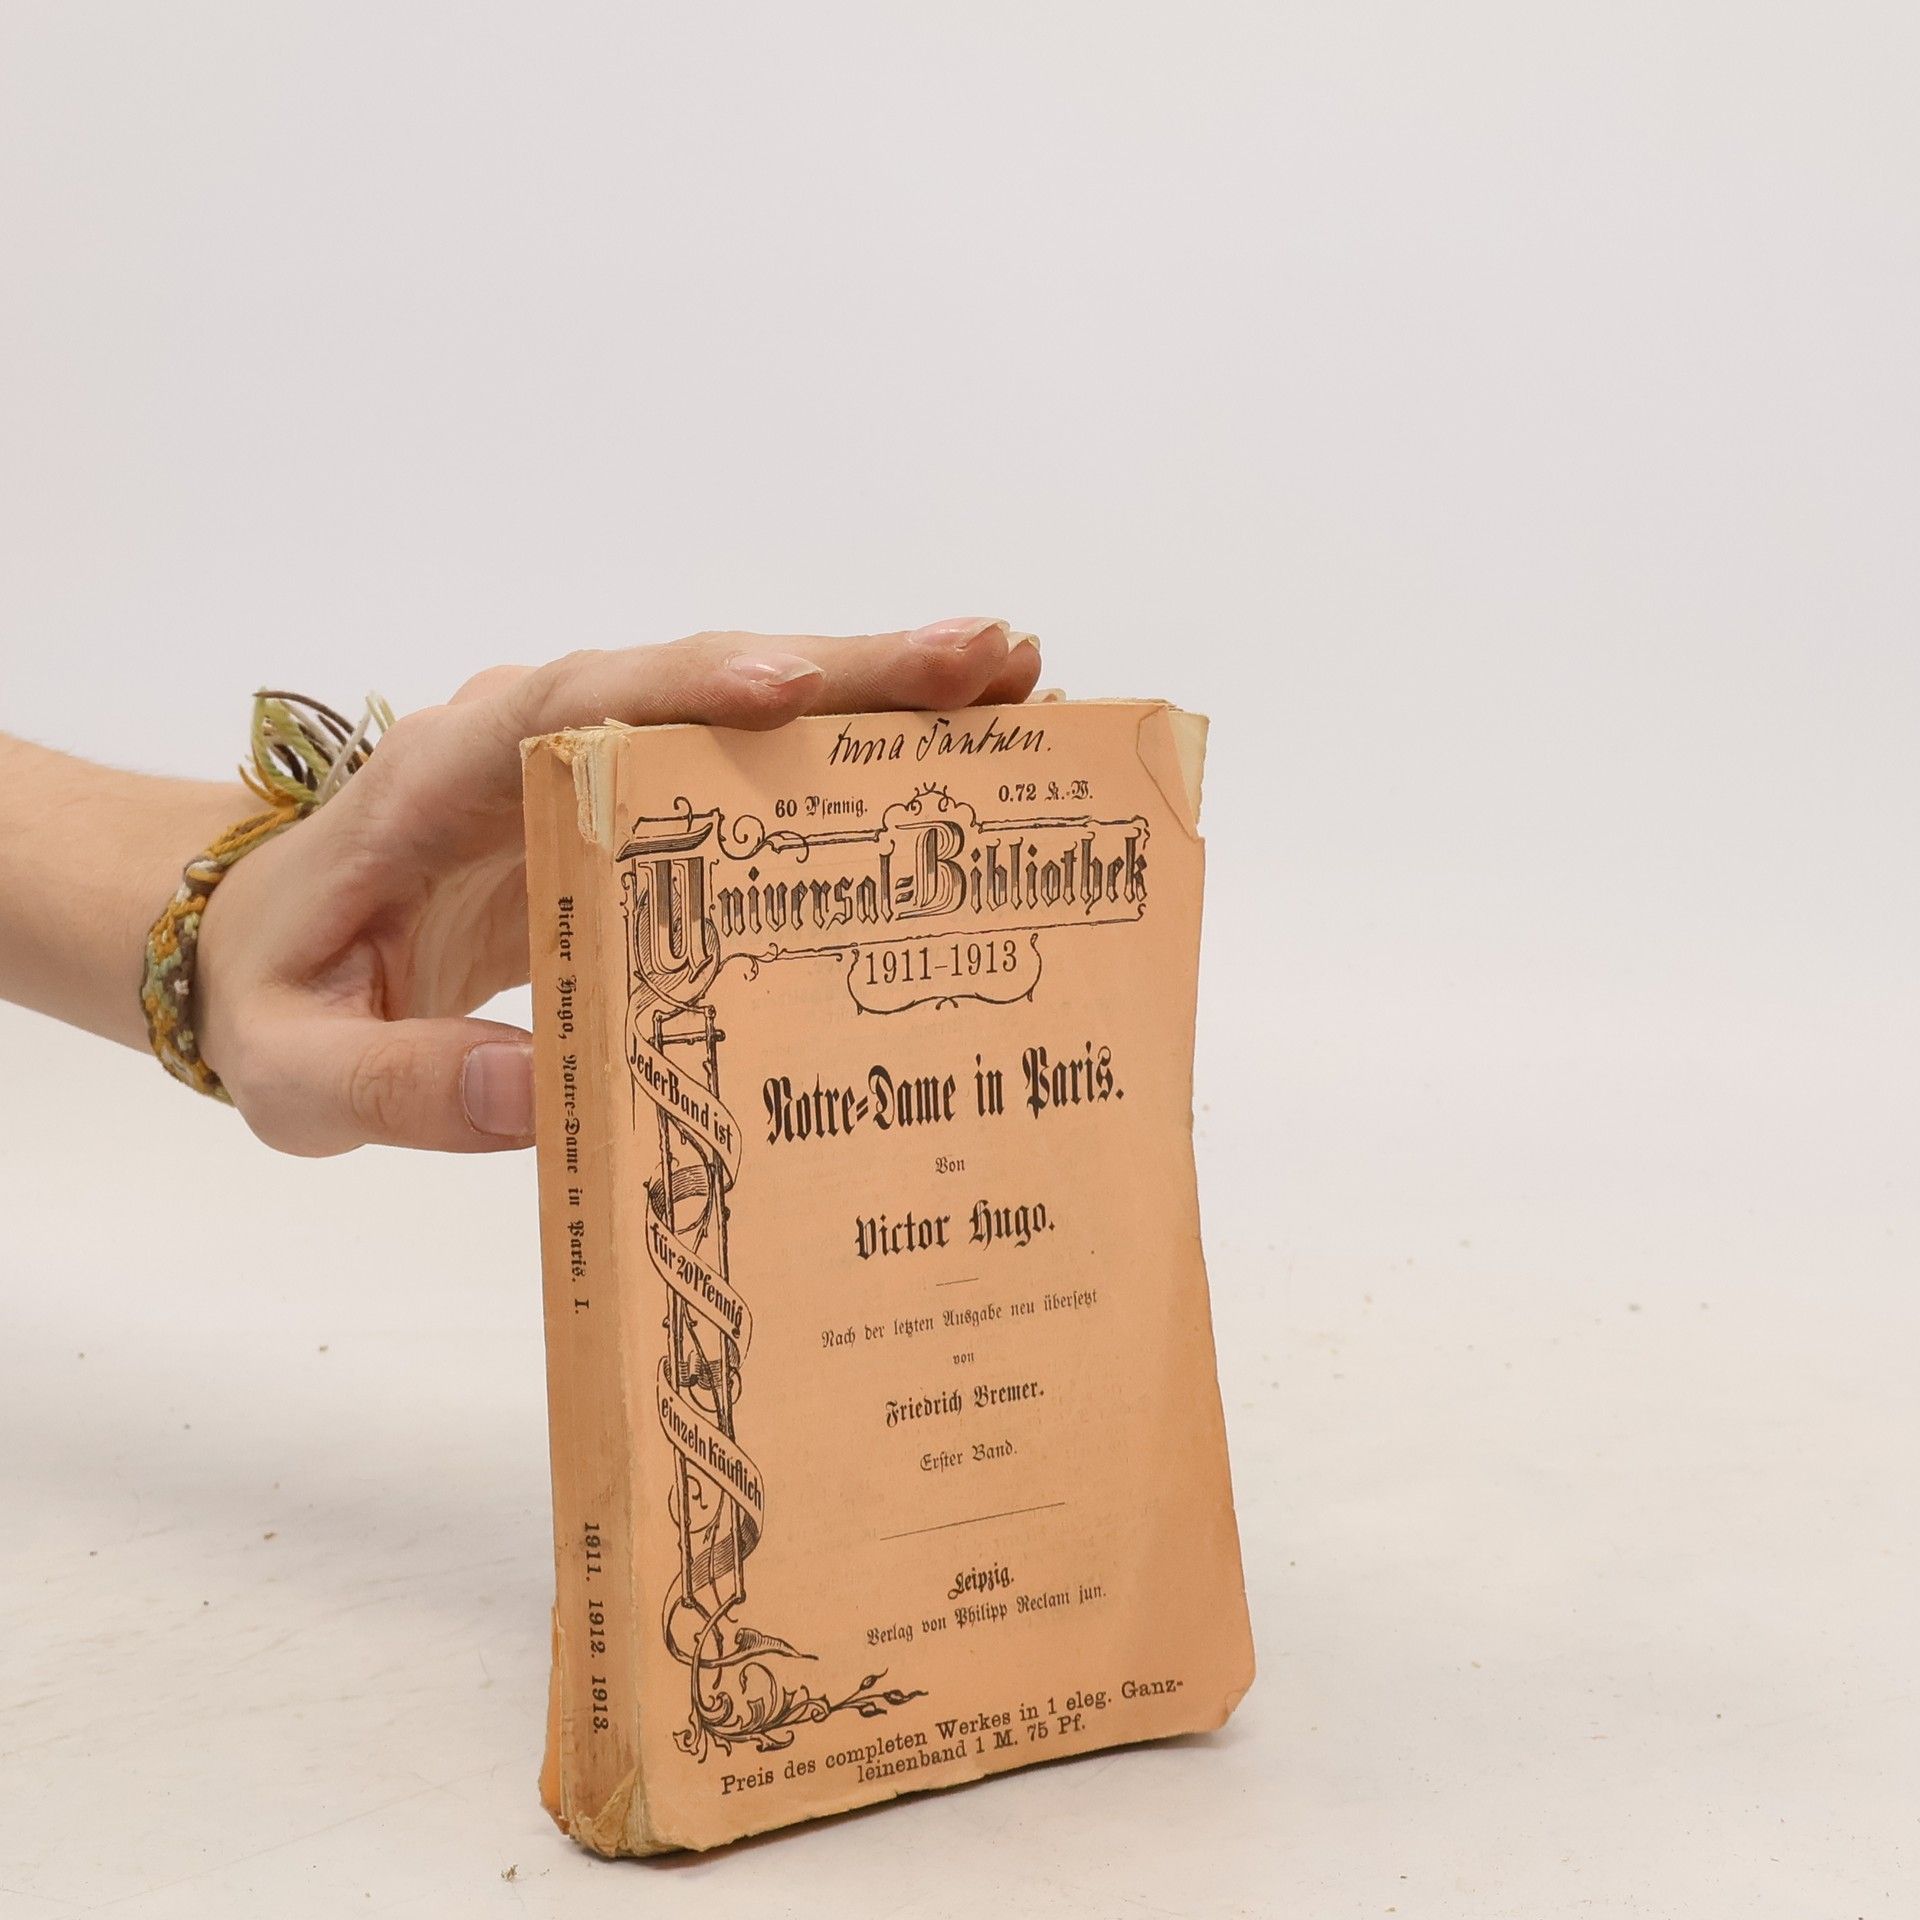 Anna
60 Pfennig. 0.72 K.-W.
Universal=Bibliothek
1911–1913
Jeder Band ist
für 20 Pfennig
einzeln käuflich
Notre=Dame in Paris.
Von
Victor Hugo.
Nach der letzten Ausgabe neu übersetzt
von
Friedrich Bremer.
Erster Band.
Leipzig.
Verlag von Philipp Reclam jun.
Preis des completen Werkes in 1 eleg. Ganz-
leinenband 1 M. 75 Pf.
Victor Hugo, Notre=Dame in Paris. I. 1911. 1912. 1913.